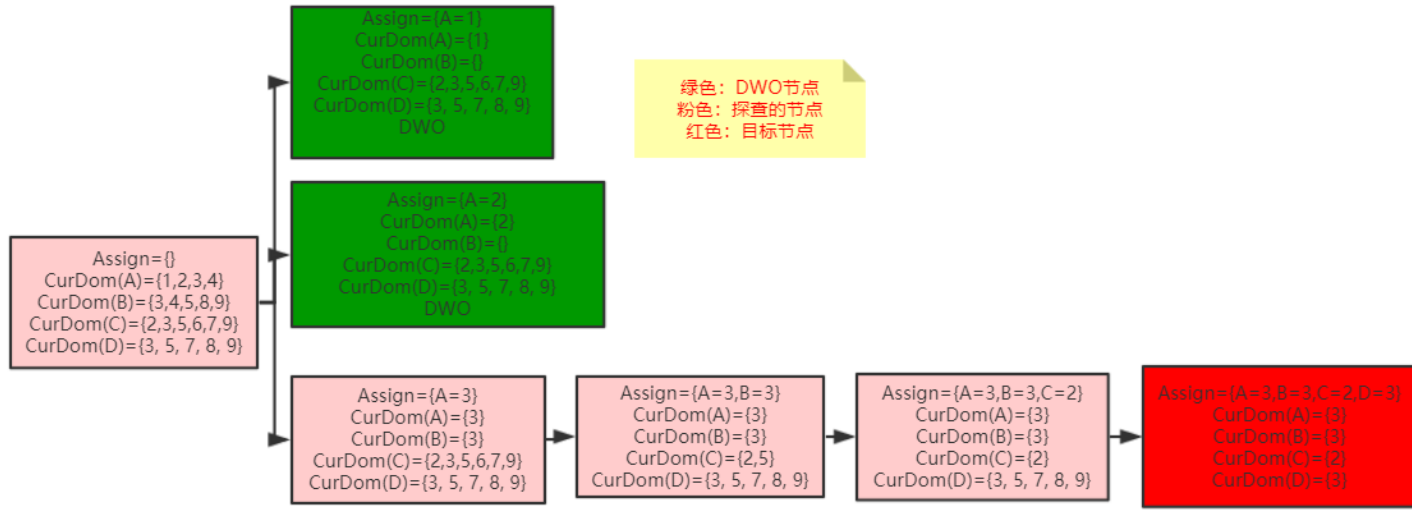 Assign={A=1}
CurDom(A)={1}
CurDom(B)={}
CurDom(C)={2,3,5,6,7,9}
CurDom(D)={3, 5, 7, 8, 9}
DWO
绿色：DWO节点
粉色：探查的节点
红色：目标节点
Assign={A=2}
CurDom(A)={2}
CurDom(B)={}
CurDom(C)={2,3,5,6,7,9}
CurDom(D)={3, 5, 7, 8, 9}
DWO
Assign={}
CurDom(A)={1,2,3,4}
CurDom(B)={3,4,5,8,9}
CurDom(C)={2,3,5,6,7,9}
CurDom(D)={3, 5, 7, 8, 9}
Assign={A=3}
CurDom(A)={3}
CurDom(B)={3}
CurDom(C)={2,3,5,6,7,9}
CurDom(D)={3, 5, 7, 8, 9}
Assign={A=3,B=3}
CurDom(A)={3}
CurDom(B)={3}
CurDom(C)={2,5}
CurDom(D)={3, 5, 7, 8, 9}
Assign={A=3,B=3,C=2}
CurDom(A)={3}
CurDom(B)={3}
CurDom(C)={2}
CurDom(D)={3, 5, 7, 8, 9}
Assign={A=3,B=3,C=2,D=3}
CurDom(A)={3}
CurDom(B)={3}
CurDom(C)={2}
CurDom(D)={3}